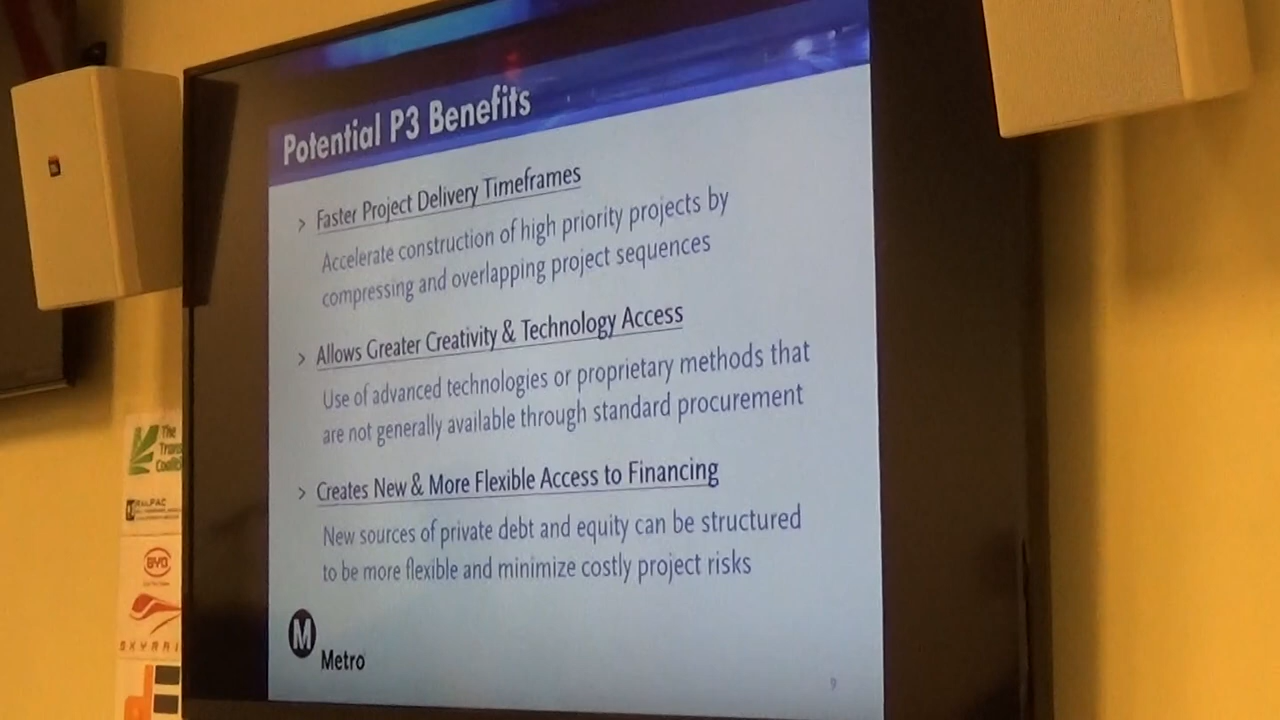 Potential P3 Benefits
> Faster Project Delivery Timeframes
Accelerate construction of high priority projects by
compressing and overlapping project sequences
> Allows Greater Creativity & Technology Access
Use of advanced technologies or proprietary methods that
are not generally available through standard procurement
> Creates New & More Flexible Access to Financing
New sources of private debt and equity can be structured
to be more flexible and minimize costly project risks
M
Metro
9
The
RailPAC
BYD